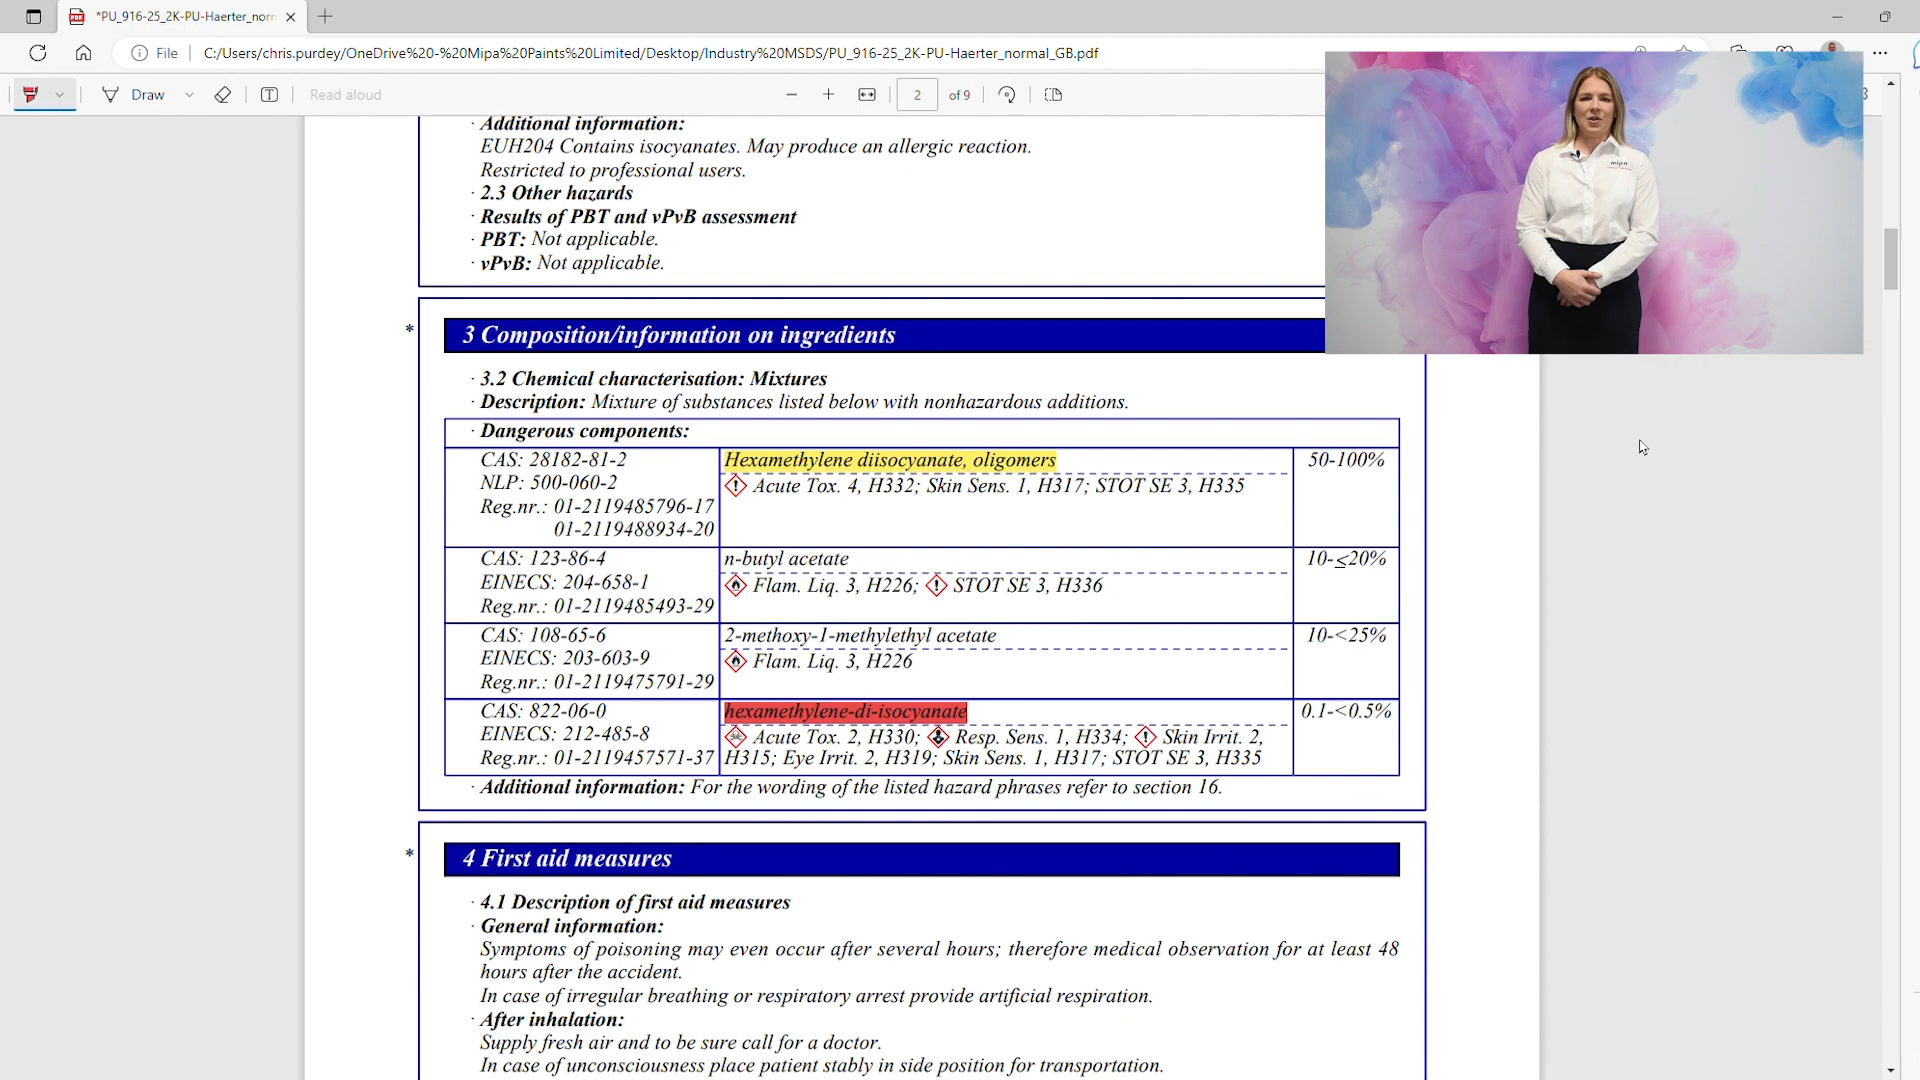 *PU_916-25_2K-PU-Haerter_norn
File
C:/Users/chris.purdey/OneDrive%20-%20Mipa%20Paints%20Limited/Desktop/Industry%20MSDS/PU_916-25_2K-PU-Haerter_normal_GB.pdf
Draw
Read aloud
2 of 9
· Additional information:
EUH204 Contains isocyanates. May produce an allergic reaction.
Restricted to professional users.
· 2.3 Other hazards
· Results of PBT and vPvB assessment
· PBT: Not applicable.
· vPvB: Not applicable.
mipa
* 3 Composition/information on ingredients
· 3.2 Chemical characterisation: Mixtures
· Description: Mixture of substances listed below with nonhazardous additions.
· Dangerous components:
CAS: 28182-81-2
NLP: 500-060-2
Reg.nr.: 01-2119485796-17
01-2119488934-20
Hexamethylene diisocyanate, oligomers
Acute Tox. 4, H332; Skin Sens. 1, H317; STOT SE 3, H335
50-100%
CAS: 123-86-4
EINECS: 204-658-1
Reg.nr.: 01-2119485493-29
n-butyl acetate
Flam. Liq. 3, H226; STOT SE 3, H336
10-≤20%
CAS: 108-65-6
EINECS: 203-603-9
Reg.nr.: 01-2119475791-29
2-methoxy-1-methylethyl acetate
Flam. Liq. 3, H226
10-<25%
CAS: 822-06-0
EINECS: 212-485-8
Reg.nr.: 01-2119457571-37
hexamethylene-di-isocyanate
Acute Tox. 2, H330; Resp. Sens. 1, H334; Skin Irrit. 2,
H315; Eye Irrit. 2, H319; Skin Sens. 1, H317; STOT SE 3, H335
0.1-<0.5%
· Additional information: For the wording of the listed hazard phrases refer to section 16.
* 4 First aid measures
· 4.1 Description of first aid measures
· General information:
Symptoms of poisoning may even occur after several hours; therefore medical observation for at least 48
hours after the accident.
In case of irregular breathing or respiratory arrest provide artificial respiration.
· After inhalation:
Supply fresh air and to be sure call for a doctor.
In case of unconsciousness place patient stably in side position for transportation.